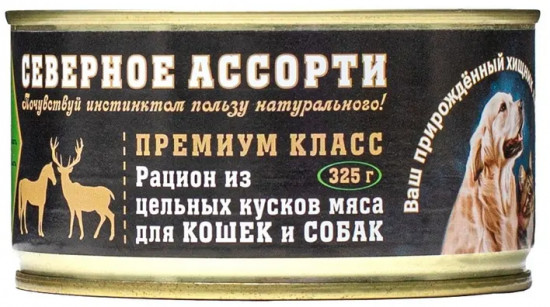 СЕВЕРНОЕ АССОРТИ
Почувствуй инстинктом пользу натурального!
ПРЕМИУМ КЛАСС
Рацион из 325 г
цельных кусков мяса
для КОШЕК и СОБАК
Ваш прирождённый хищник